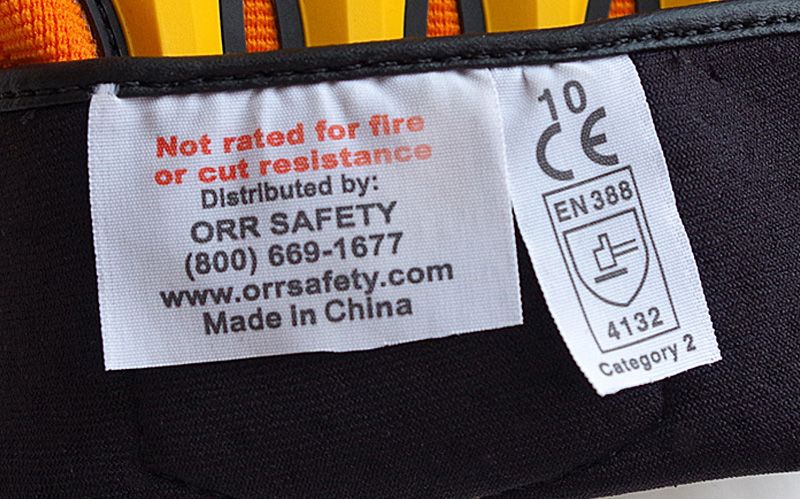 Not rated for fire
or cut resistance
Distributed by:
ORR SAFETY
(800) 669-1677
www.orrsafety.com
Made In China
10
CE
EN 388
4132
Category 2